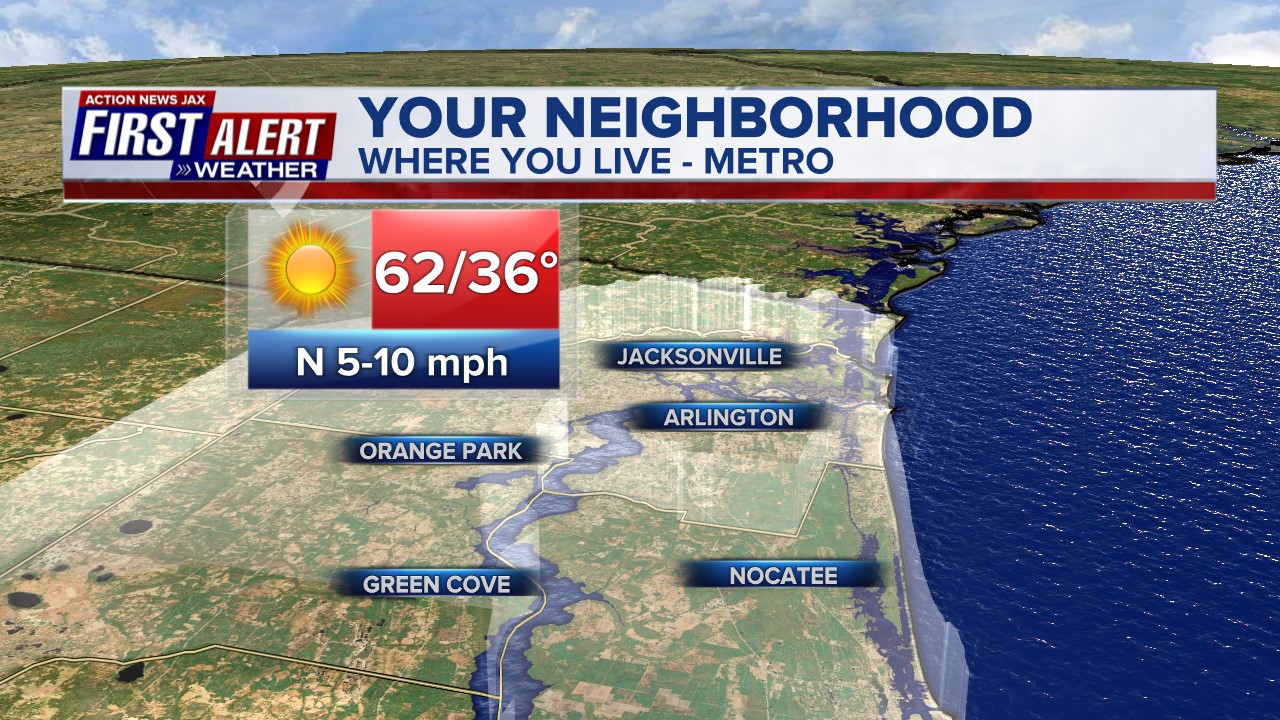 ACTION NEWS JAX
FIRST ALERT
WEATHER
YOUR NEIGHBORHOOD
WHERE YOU LIVE - METRO
62/36°
N 5-10 mph
JACKSONVILLE
ARLINGTON
ORANGE PARK
GREEN COVE
NOCATEE